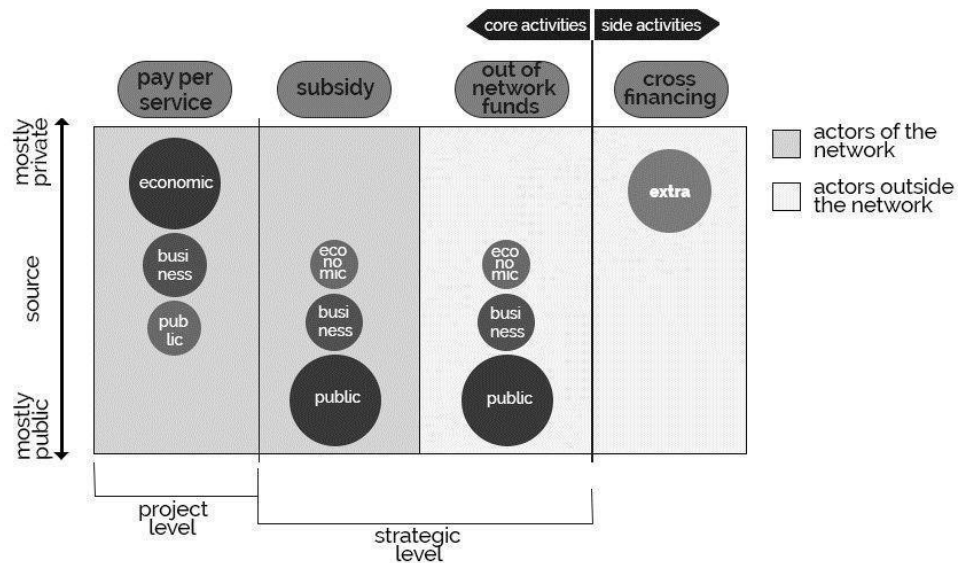 core activities
side activities
pay per
service
subsidy
out of
network
funds
cross
financing
mostly
private
source
mostly
public
economic
busi
ness
pub
lic
eco
no
mic
busi
ness
public
eco
no
mic
busi
ness
public
extra
actors of the
network
actors outside
the network
project
level
strategic
level